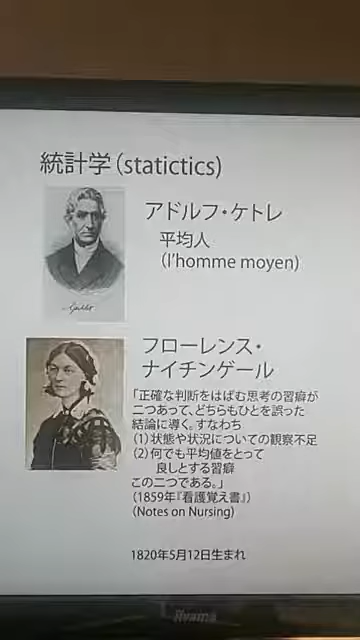 統計学(statictics)
アドルフ・ケトレ
平均人
(l'homme moyen)
フローレンス・
ナイチンゲール
「正確な判断をはばむ思考の習癖が
二つあって、どちらもひとを誤った
結論に導く。すなわち
(1)状態や状況についての観察不足
(2)何でも平均値をとって
良しとする習癖
この二つである。」
(1859年『看護覚え書』)
(Notes on Nursing)
1820年5月12日生まれ
iiyama